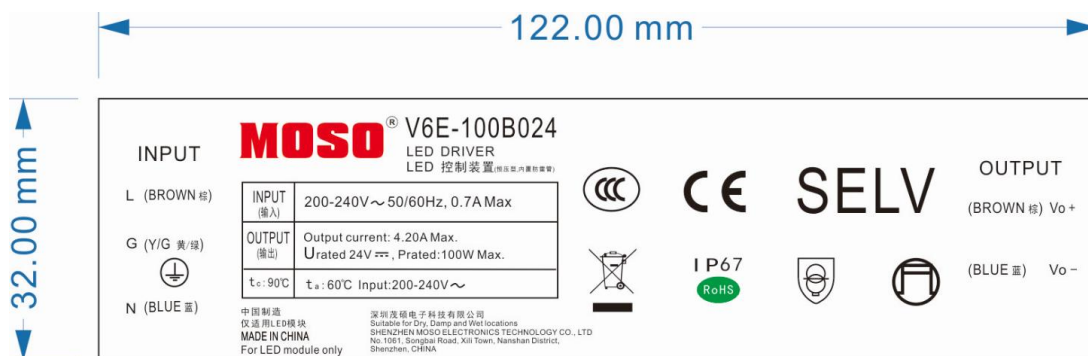 122.00 mm
32.00 mm
INPUT
L (BROWN 棕)
G (Y/G 黄/绿)
N (BLUE 蓝)
MOSO® V6E-100B024
LED DRIVER
LED 控制装置(恒压型,内置防雷管)
INPUT (输入) 200-240V～ 50/60Hz, 0.7A Max
OUTPUT (输出) Output current: 4.20A Max.
Urated 24V ⎓, Prated:100W Max.
tc:90℃ ta:60℃ Input:200-240V～
中国制造
仅适用LED模块
MADE IN CHINA
For LED module only
深圳茂硕电子科技有限公司
Suitable for Dry, Damp and Wet locations
SHENZHEN MOSO ELECTRONICS TECHNOLOGY CO., LTD
No.1061, Songbai Road, Xili Town, Nanshan District,
Shenzhen, CHINA
CCC
CE
SELV
IP67
RoHS
OUTPUT
(BROWN 棕) Vo +
(BLUE 蓝) Vo -